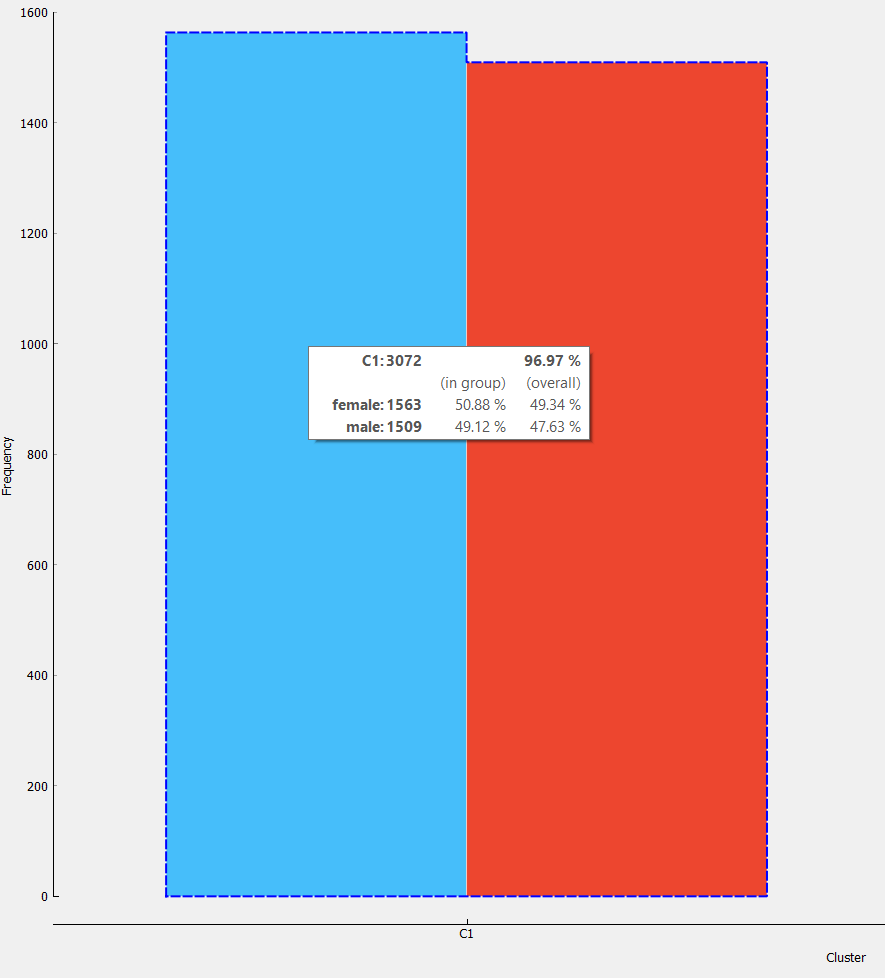 1600
1400
1200
1000
C1: 3072 96.97 %
(in group) (overall)
female: 1563 50.88 % 49.34 %
male: 1509 49.12 % 47.63 %
800
Frequency
600
400
200
0
C1
Cluster